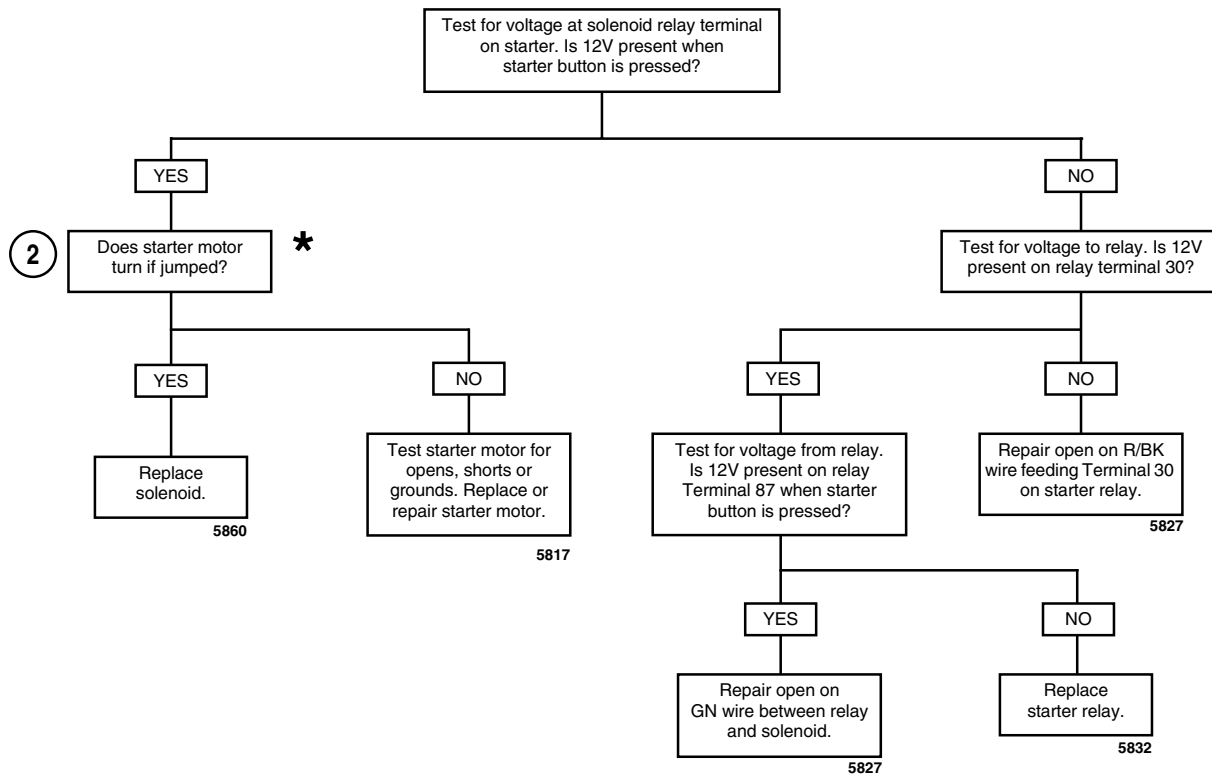 Test for voltage at solenoid relay terminal
on starter. Is 12V present when
starter button is pressed?
YES
NO
2
Does starter motor
turn if jumped?
*
Test for voltage to relay. Is 12V
present on relay terminal 30?
YES
NO
YES
NO
Replace
solenoid.
5860
Test starter motor for
opens, shorts or
grounds. Replace or
repair starter motor.
5817
Test for voltage from relay.
Is 12V present on relay
Terminal 87 when starter
button is pressed?
Repair open on R/BK
wire feeding Terminal 30
on starter relay.
5827
YES
NO
Repair open on
GN wire between relay
and solenoid.
5827
Replace
starter relay.
5832